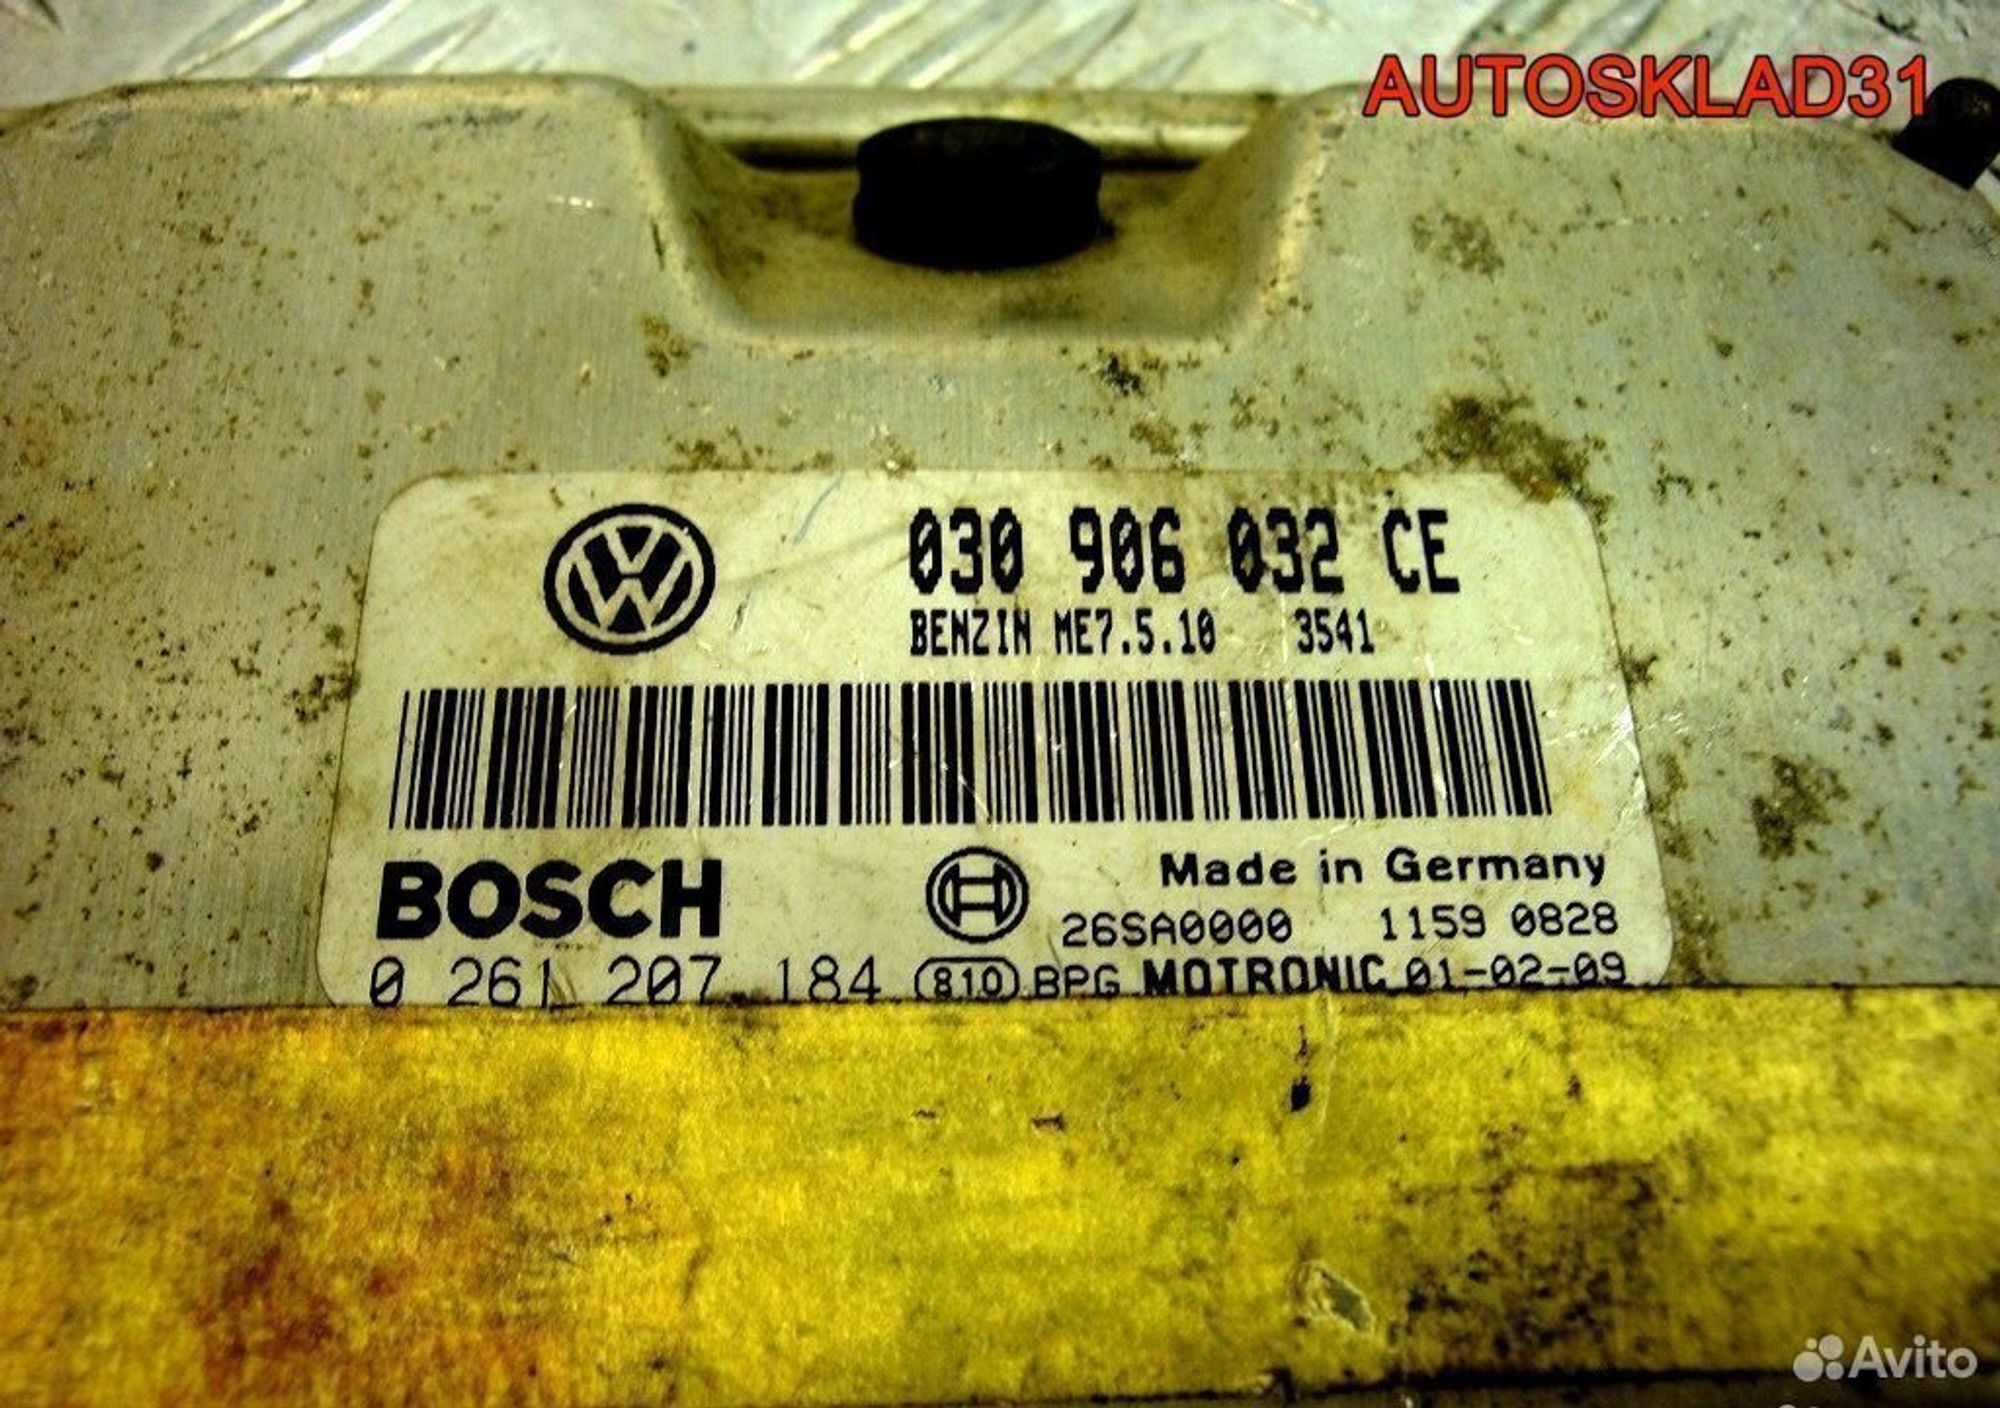 AUTOSKLAD31
030 906 032 CE
BENZIN ME7.5.10 3541
BOSCH
Made in Germany
26SA0000 1159 0828
0 261 207 184 810 BPG MOTRONIC 01-02-09
Avito